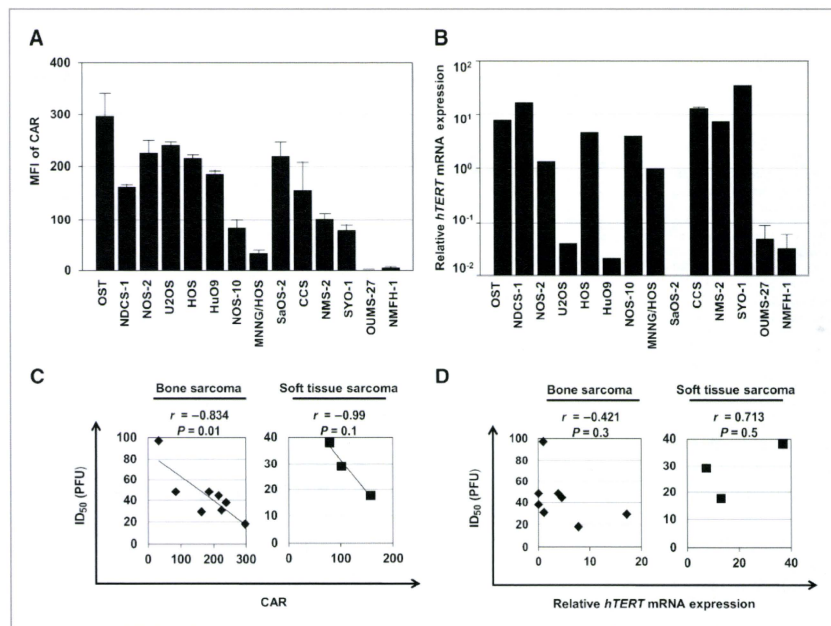 A
400
300
200
100
0
MFI of CAR
OST
NDCS-1
NOS-2
U2OS
HOS
HuO9
NOS-10
MNNG/HOS
SaOS-2
CCS
NMS-2
SYO-1
OUMS-27
NMFH-1
B
10²
10¹
10⁰
10⁻¹
10⁻²
Relative hTERT mRNA expression
OST
NDCS-1
NOS-2
U2OS
HOS
HuO9
NOS-10
MNNG/HOS
SaOS-2
CCS
NMS-2
SYO-1
OUMS-27
NMFH-1
C
Bone sarcoma
r = −0.834
P = 0.01
100
80
60
40
20
0
0 100 200 300
ID₅₀ (PFU)
Soft tissue sarcoma
r = −0.99
P = 0.1
40
30
20
10
0
0 100 200
CAR
D
Bone sarcoma
r = −0.421
P = 0.3
100
80
60
40
20
0
0 10 20
ID₅₀ (PFU)
Soft tissue sarcoma
r = 0.713
P = 0.5
40
30
20
10
0
0 20 40
Relative hTERT mRNA expression